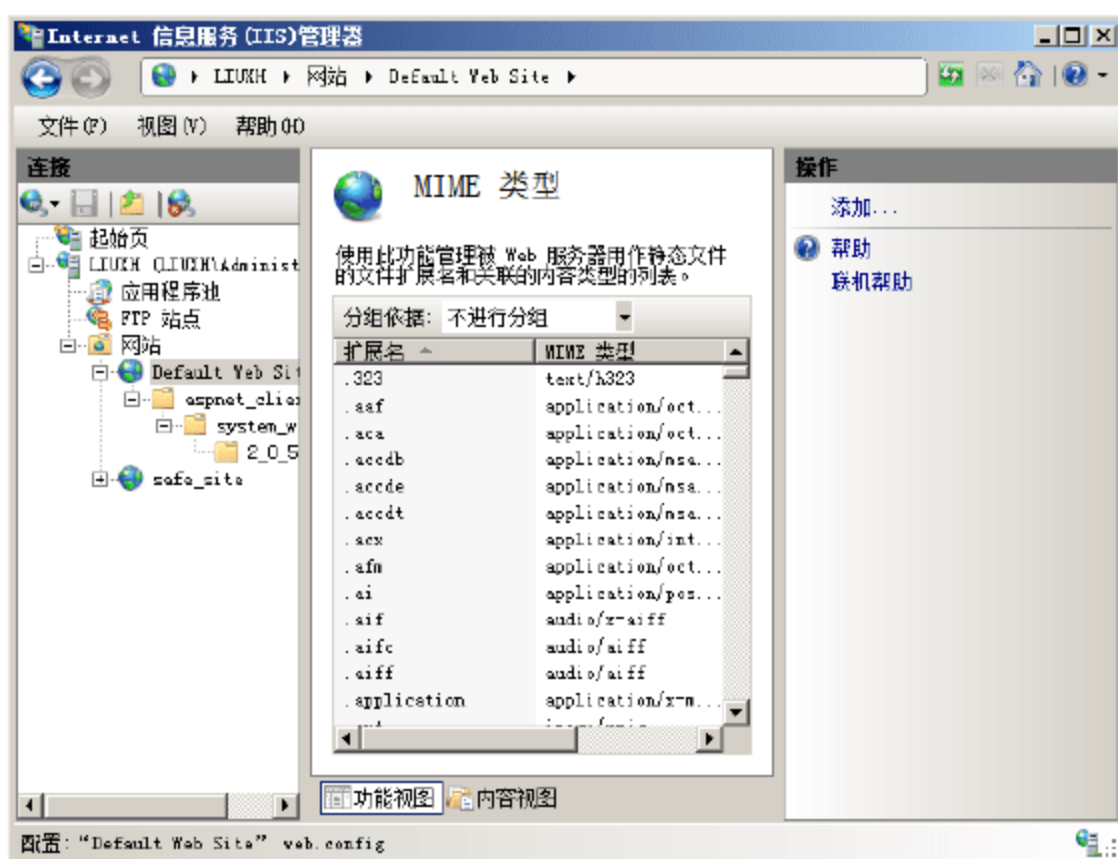 Internet 信息服务(IIS)管理器
LIUXH 网站 Default Web Site
文件(F) 视图(V) 帮助(H)
连接
起始页
LIUXH (LIUXH\Administ
应用程序池
FTP 站点
网站
Default Web Sit
aspnet_clien
system_w
2_0_5
safe_site
MIME 类型
使用此功能管理被 Web 服务器用作静态文件
的文件扩展名和关联的内容类型的列表。
分组依据: 不进行分组
扩展名 MIME 类型
.323 text/h323
.aaf application/oct...
.aca application/oct...
.accdb application/msa...
.accde application/msa...
.accdt application/msa...
.acx application/int...
.afm application/oct...
.ai application/pos...
.aif audio/x-aiff
.aifc audio/aiff
.aiff audio/aiff
.application application/x-m...
功能视图 内容视图
操作
添加...
帮助
联机帮助
配置: “Default Web Site” web.config